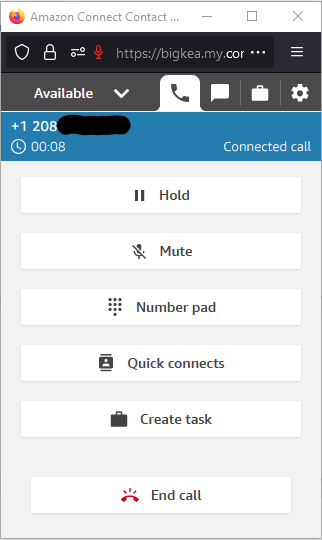 Amazon Connect Contact ...
https://bigkea.my.cor
Available
+1 208
00:08
Connected call
Hold
Mute
Number pad
Quick connects
Create task
End call